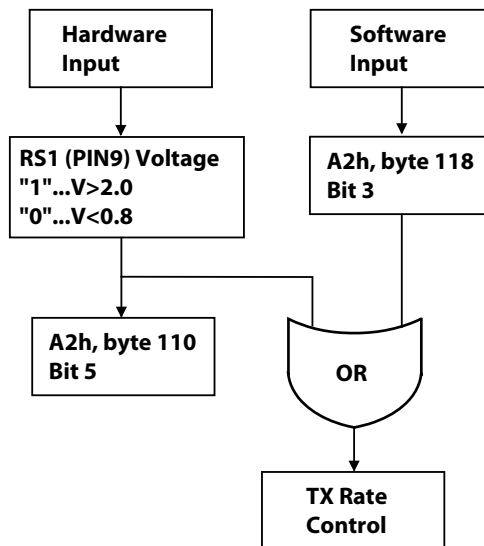 Hardware
Input
Software
Input
RS1 (PIN9) Voltage
"1"...V>2.0
"0"...V<0.8
A2h, byte 118
Bit 3
A2h, byte 110
Bit 5
OR
TX Rate
Control